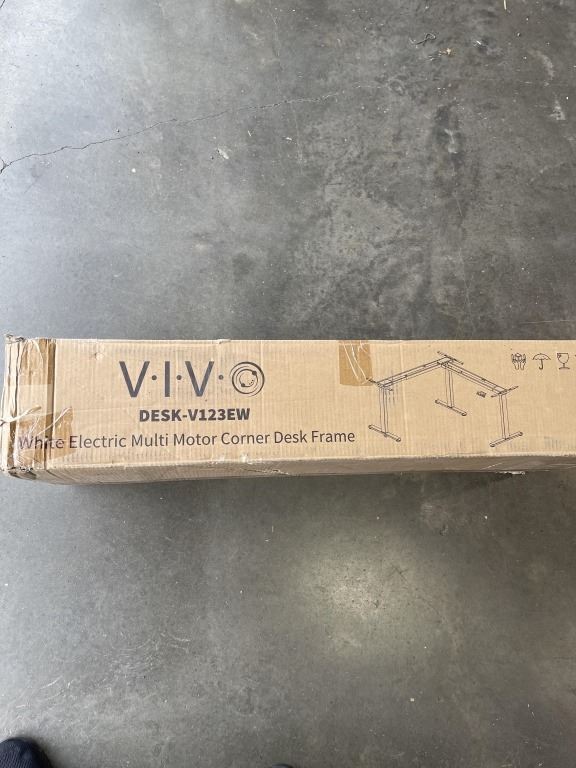 V·I·V·O
DESK-V123EW
White Electric Multi Motor Corner Desk Frame